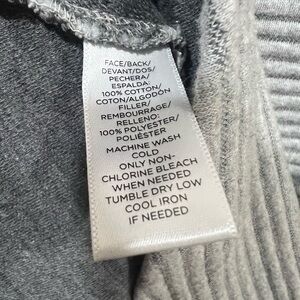 FACE/BACK/
DEVANT/DOS/
PECHERA/
ESPALDA:
100% COTTON/
COTON/ALGODÓN
FILLER/
REMBOURRAGE/
RELLENO:
100% POLYESTER/
POLIÉSTER
MACHINE WASH
COLD
ONLY NON-
CHLORINE BLEACH
WHEN NEEDED
TUMBLE DRY LOW
COOL IRON
IF NEEDED